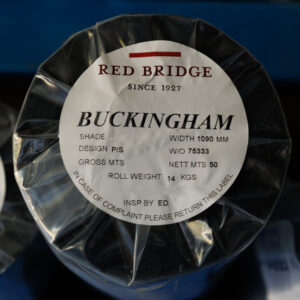 RED BRIDGE
SINCE 1927
BUCKINGHAM
SHADE WIDTH 1090 MM
DESIGN P/S W/O 75333
GROSS MTS NETT MTS 50
ROLL WEIGHT 14 KGS
INSP BY ED
IN CASE OF COMPLAINT PLEASE RETURN THIS LABEL